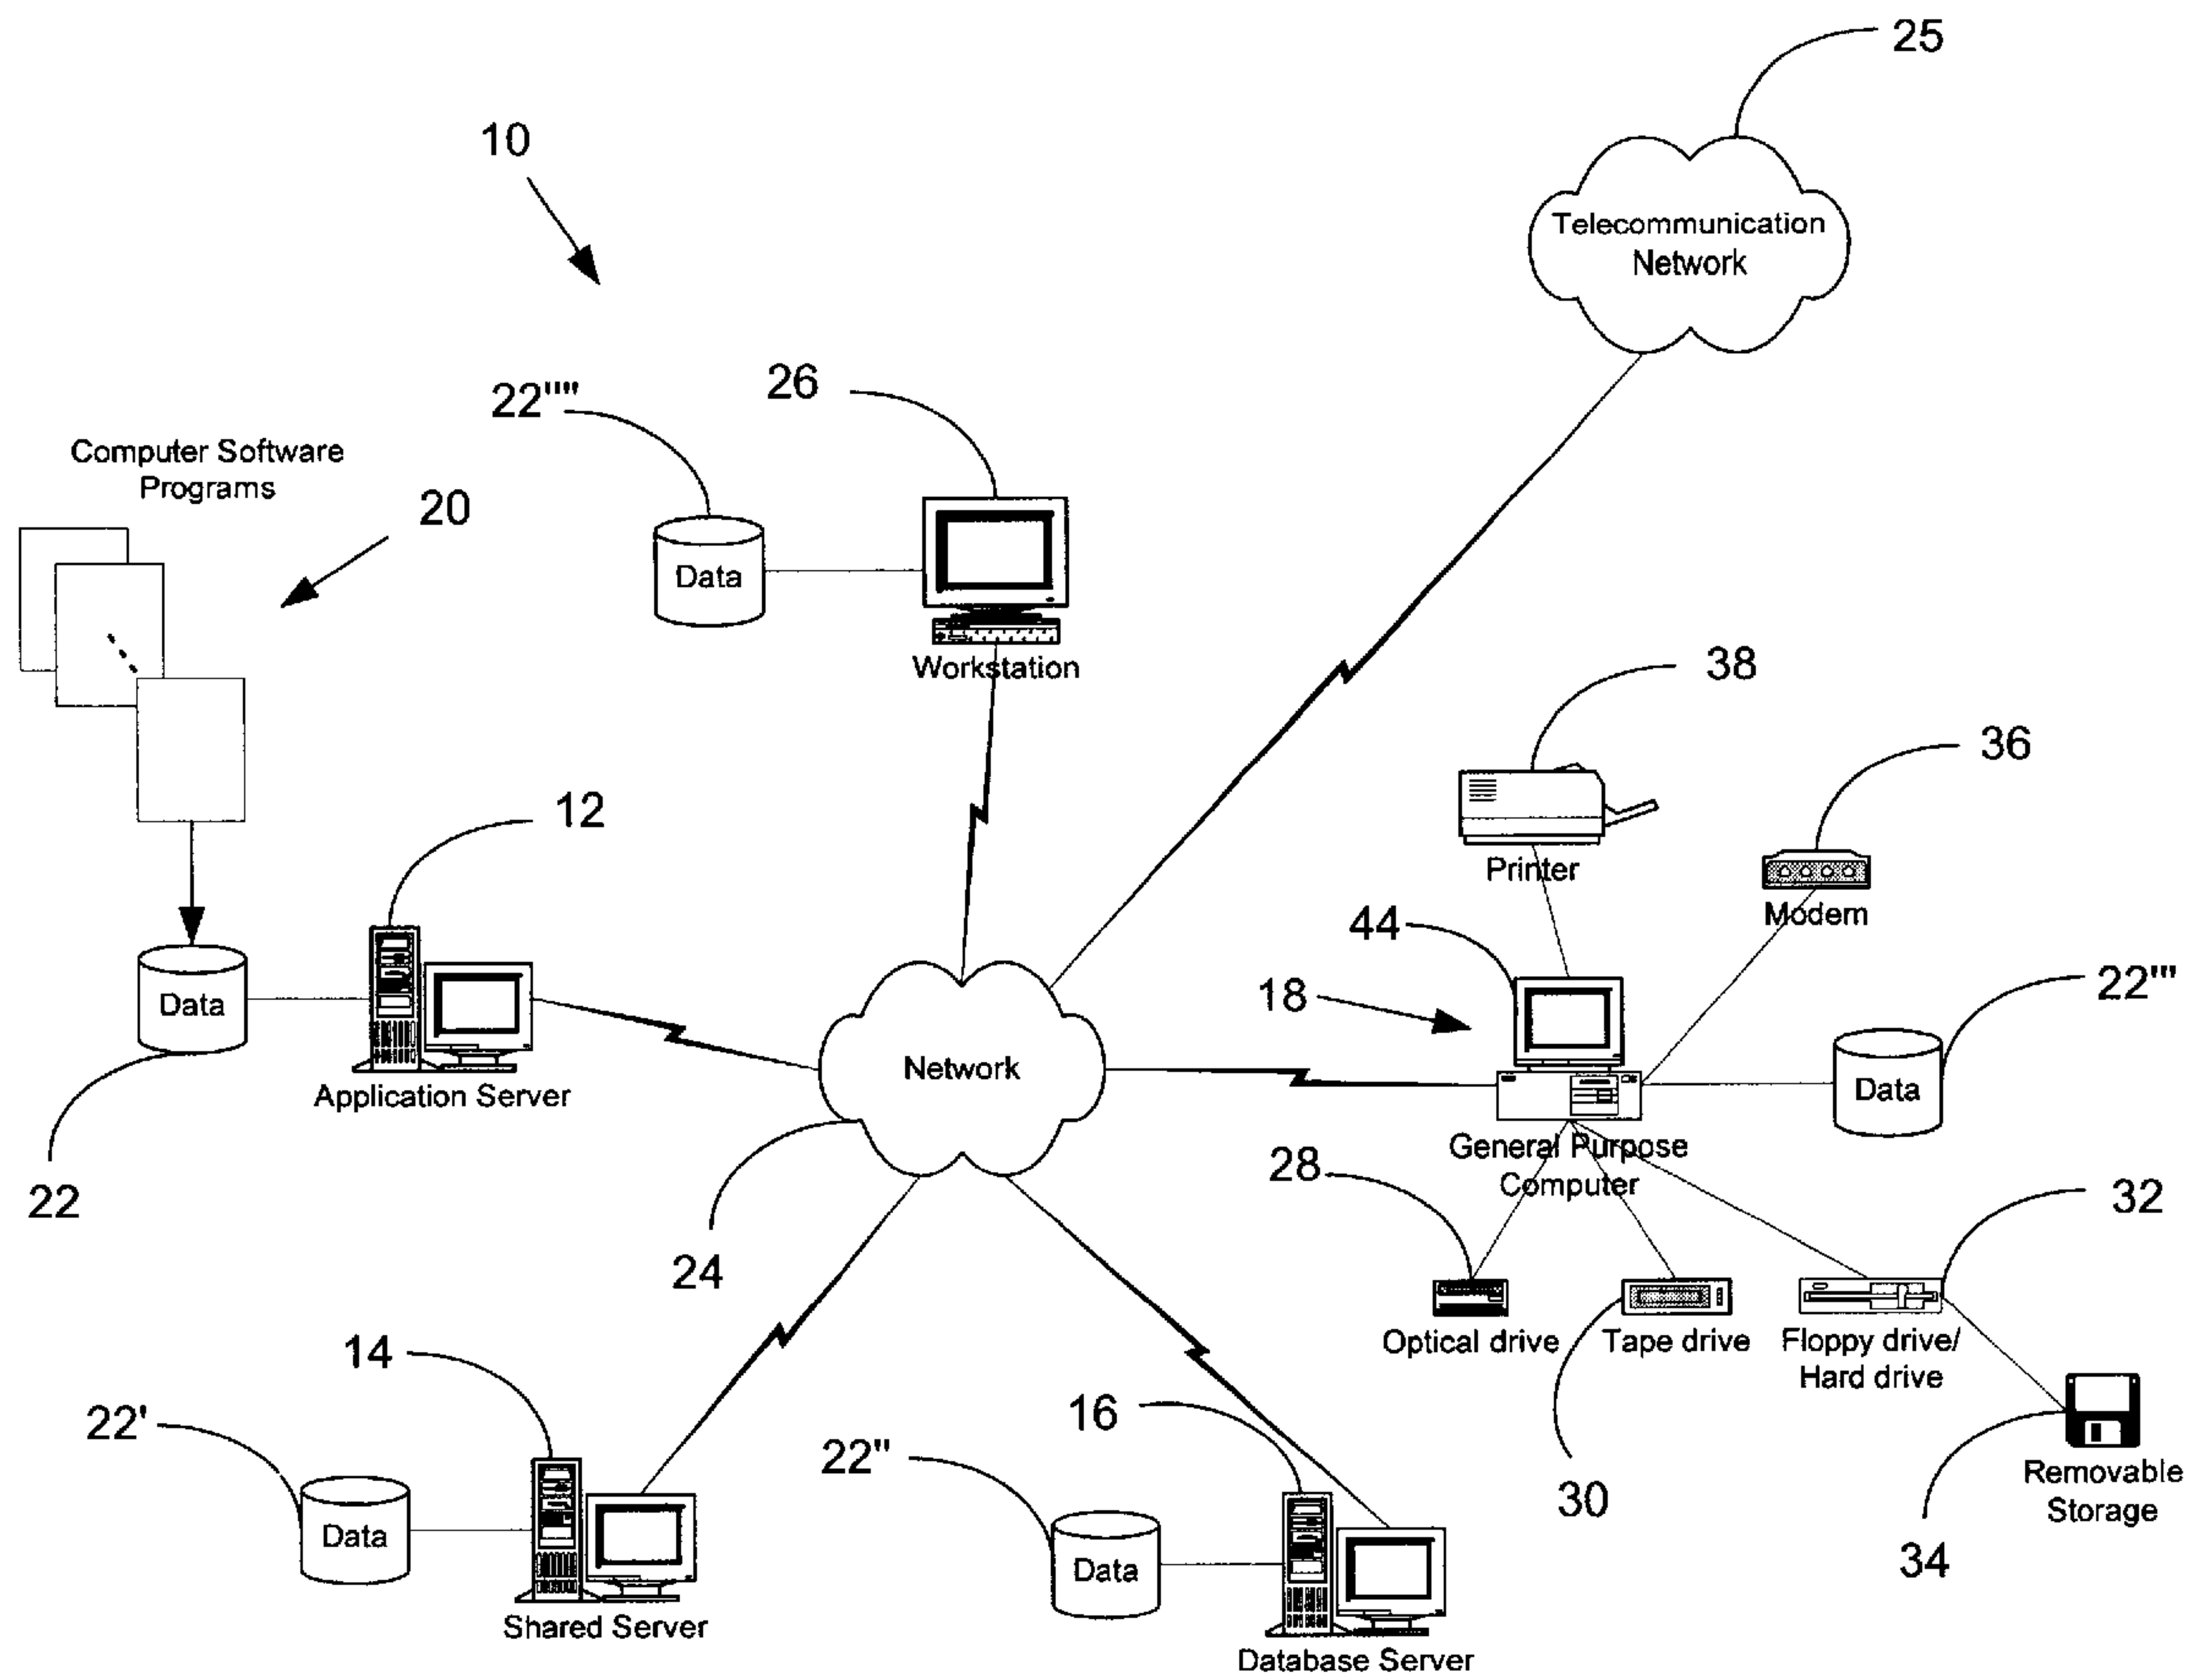 25
10
Telecommunication
Network
26
22''''
Computer Software
Programs
20
Data
Workstation
38
36
12
Printer
Modem
44
22'''
18
Data
Application Server
Network
Data
General Purpose
Computer
28
22
32
24
Optical drive
Tape drive
Floppy drive/
Hard drive
14
16
22'
22''
30
Removable
Storage
34
Data
Data
Shared Server
Database Server